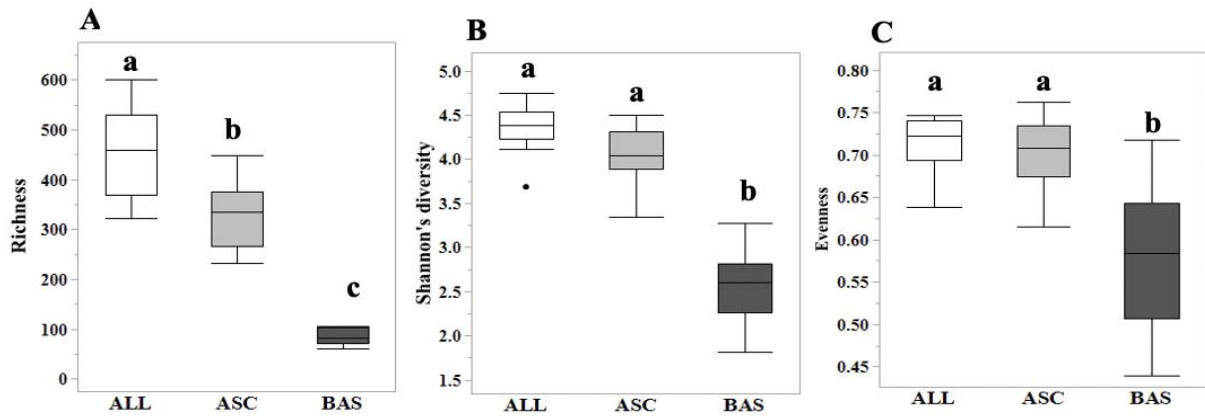 A
Richness
600
500
400
300
200
100
0
a
b
c
ALL ASC BAS
B
Shannon's diversity
5.0
4.5
4.0
3.5
3.0
2.5
2.0
1.5
a
a
b
ALL ASC BAS
C
Evenness
0.80
0.75
0.70
0.65
0.60
0.55
0.50
0.45
a
a
b
ALL ASC BAS